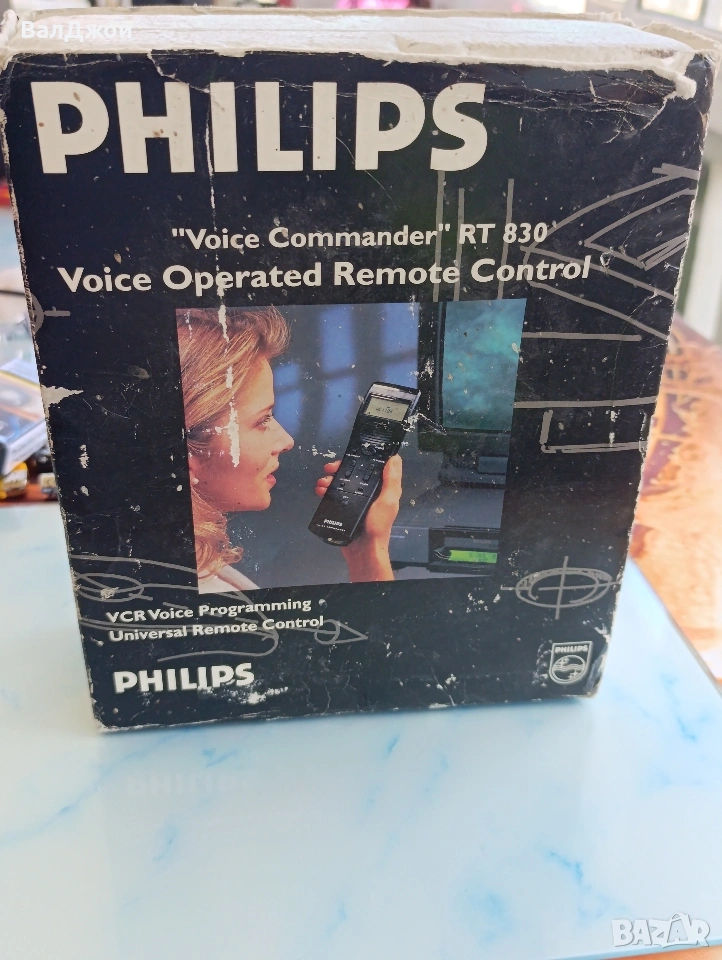 ВалДжой
PHILIPS
"Voice Commander" RT 830
Voice Operated Remote Control
PHILIPS
VCR Voice Programming
Universal Remote Control
PHILIPS
PHILIPS
BAZAR